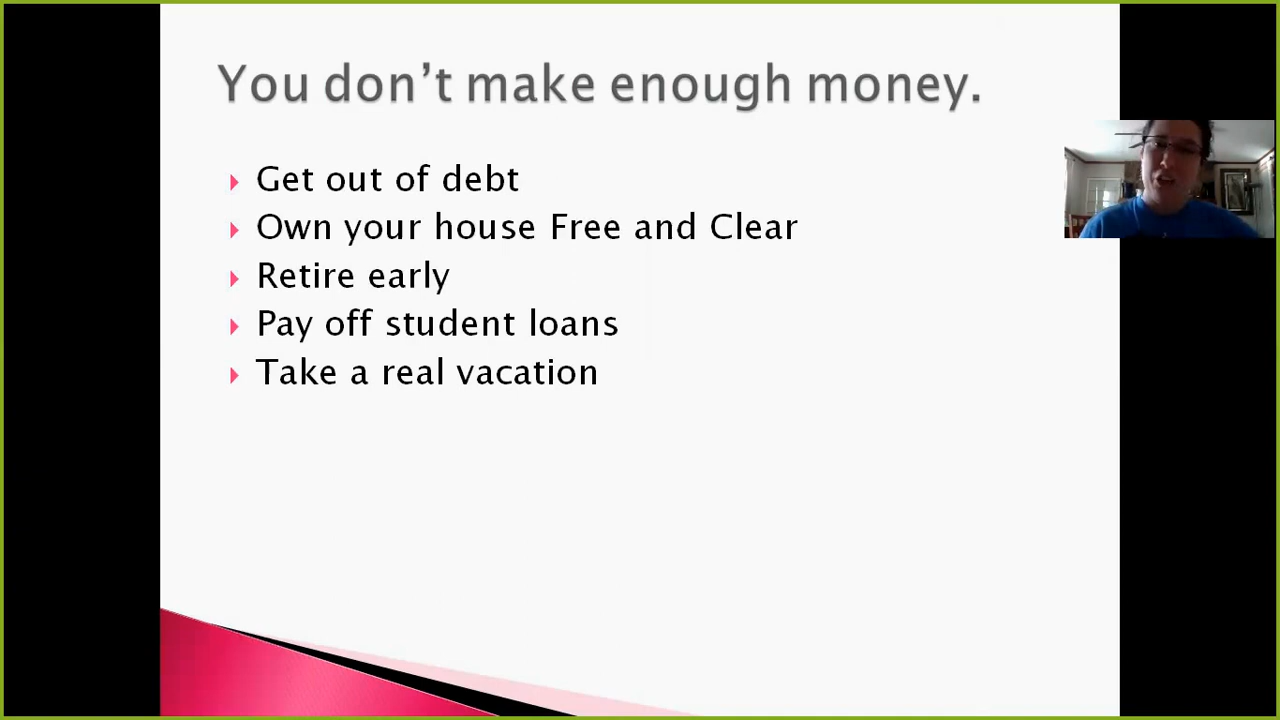 You don’t make enough money.
Get out of debt
Own your house Free and Clear
Retire early
Pay off student loans
Take a real vacation